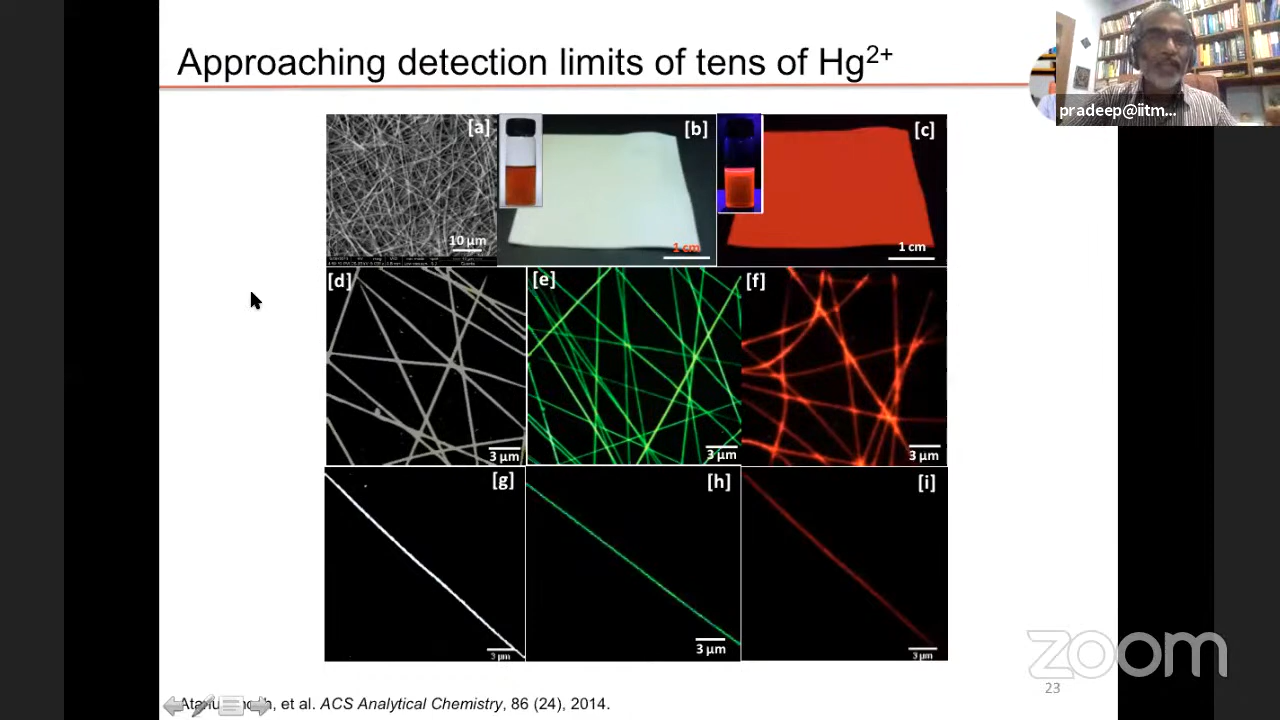 Approaching detection limits of tens of Hg²⁺
pradeep@iitm...
[a]
[b]
[c]
10 µm
1 cm
1 cm
[d]
[e]
[f]
3 µm
3 µm
3 µm
[g]
[h]
[i]
3 µm
3 µm
3 µm
zoom
23
et al. ACS Analytical Chemistry, 86 (24), 2014.